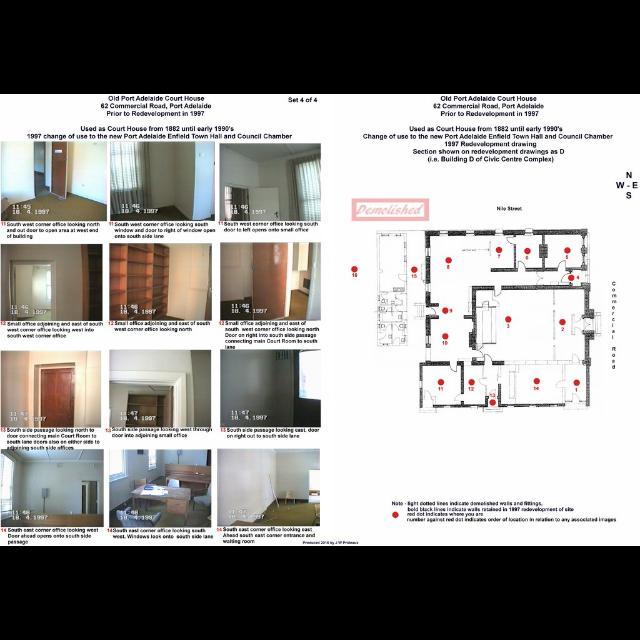 Old Port Adelaide Court House
62 Commercial Road, Port Adelaide
Prior to Redevelopment in 1997
Set 4 of 4
Used as Court House from 1882 until early 1990's
1997 change of use to the new Port Adelaide Enfield Town Hall and Council Chamber
11:45
18. 4.1997
11:46
18. 4.1997
11:46
18. 4.1997
11 South west corner office looking north
and out door to open area at west end
of building
11 South west corner office looking south
window and door to right of window open
onto south side lane
11 South west corner office looking south
door to left opens onto small office
11:46
18. 4.1997
11:46
18. 4.1997
11:46
18. 4.1997
12 Small office adjoining and east of south
west corner office looking west into
south west corner office
12 Small office adjoining and east of south
west corner office looking north
12 Small office adjoining and east of
south west corner office looking north
Door on right into south side passage
connecting main Court Room to south
lane
11:47
18. 4.1997
11:47
18. 4.1997
11:47
18. 4.1997
13 South side passage looking north to
door connecting main Court Room to
south lane doors also on either side to
adjoining south side offices
13 South side passage looking west through
door into adjoining small office
13 South side passage looking east, door
on right out to south side lane
11:46
18. 4.1997
11:46
18. 4.1997
11:47
18. 4.1997
14 South east corner office looking west
Door ahead opens onto south side
passage
14 South east corner office looking south
west. Windows look onto south side lane
14 South east corner office looking east
Ahead south east corner entrance and
waiting room
Produced 2016 by J W Prideaux
Old Port Adelaide Court House
62 Commercial Road, Port Adelaide
Prior to Redevelopment in 1997
Used as Court House from 1882 until early 1990's
Change of use to the new Port Adelaide Enfield Town Hall and Council Chamber
1997 Redevelopment drawing
Section shown on redevelopment drawings as D
(i.e. Building D of Civic Centre Complex)
N
W - E
S
Demolished
Nile Street
Commercial Road
16
15
8
7
6
5
4
9
3
2
10
11
12
13
14
1
Note - light dotted lines indicate demolished walls and fittings,
bold black lines indicate walls retained in 1997 redevelopment of site
red dot indicates where you are
number against red dot indicates order of location in relation to any associated images